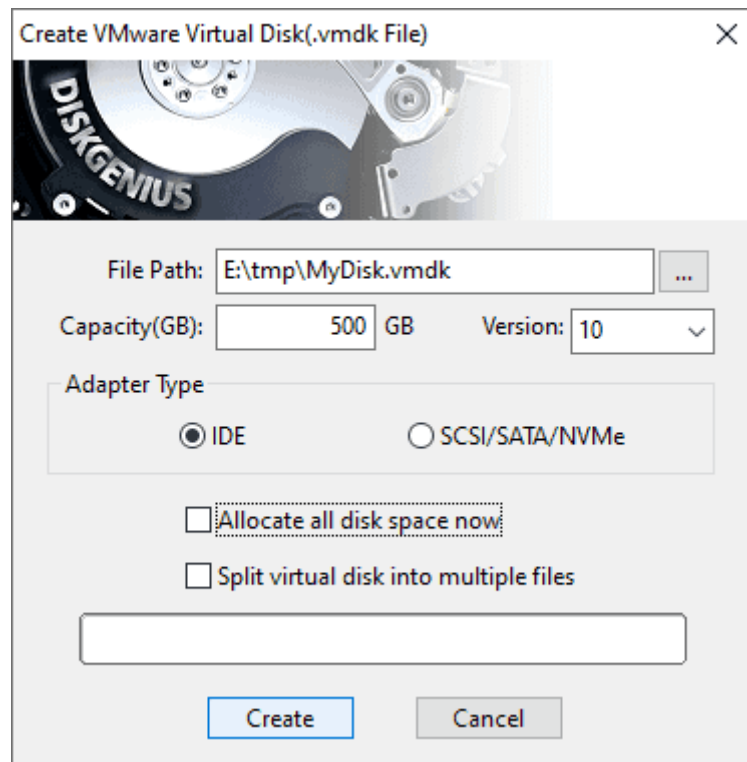 Create VMware Virtual Disk(.vmdk File)
DISKGENIUS
File Path: E:\tmp\MyDisk.vmdk ...
Capacity(GB): 500 GB Version: 10
Adapter Type
IDE SCSI/SATA/NVMe
Allocate all disk space now
Split virtual disk into multiple files
Create Cancel